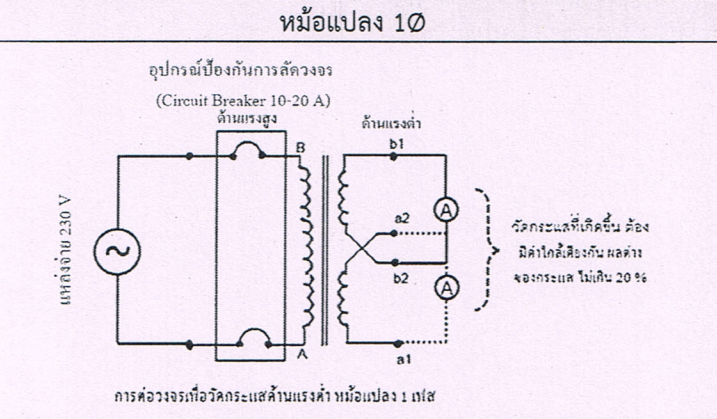 หม้อแปลง 1Ø
อุปกรณ์ป้องกันการลัดวงจร
(Circuit Breaker 10-20 A)
ด้านแรงสูง
ด้านแรงต่ำ
B
b1
A
a2
แหล่งจ่าย 230 V
~
วัดกระแสที่เกิดขึ้น ต้อง
มีค่าใกล้เคียงกัน ผลต่าง
ของกระแส ไม่เกิน 20 %
b2
A
A
a1
การต่อวงจรเพื่อวัดกระแสด้านแรงต่ำ หม้อแปลง 1 เฟส